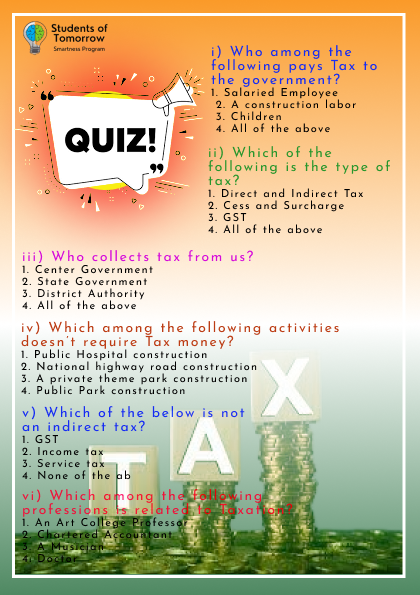 Students of
Tomorrow
Smartness Program
QUIZ!
i) Who among the
following pays Tax to
the government?
1. Salaried Employee
2. A construction labor
3. Children
4. All of the above
ii) Which of the
following is the type of
tax?
1. Direct and Indirect Tax
2. Cess and Surcharge
3. GST
4. All of the above
iii) Who collects tax from us?
1. Center Government
2. State Government
3. District Authority
4. All of the above
iv) Which among the following activities
doesn't require Tax money?
1. Public Hospital construction
2. National highway road construction
3. A private theme park construction
4. Public Park construction
v) Which of the below is not
an indirect tax?
1. GST
2. Income tax
3. Service tax
4. None of the ab
vi) Which among the following
professions is related to Taxation?
1. An Art College Professor
2. Chartered Accountant
3. A Musician
4. Doctor
TAX